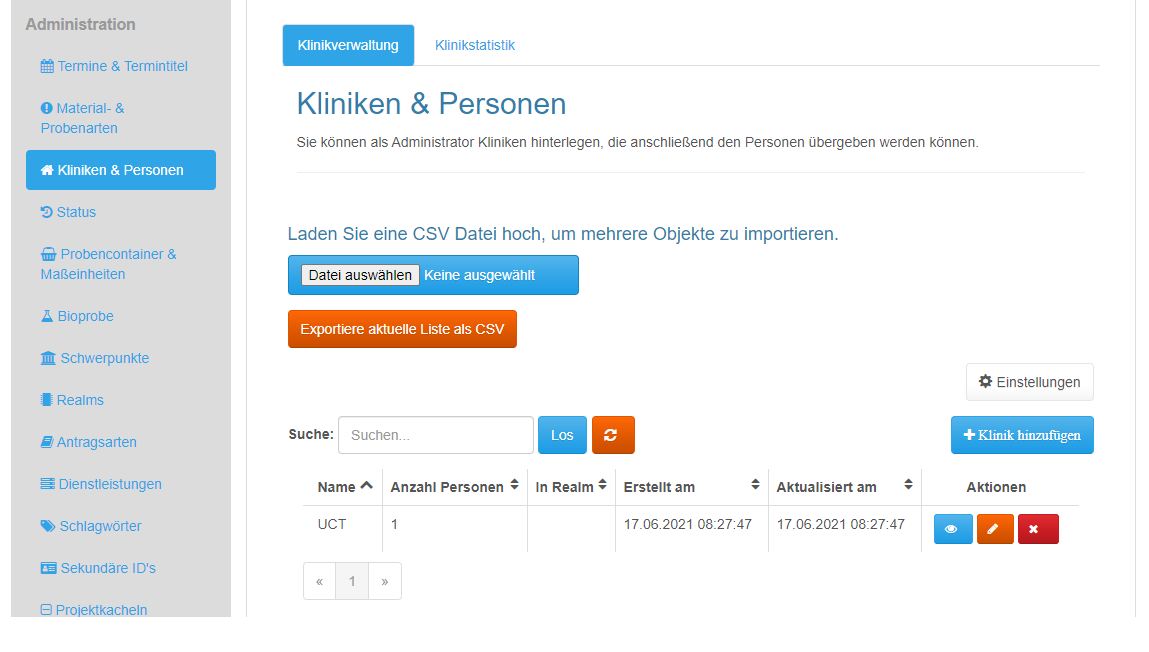 Administration
Termine & Termintitel
Material- &
Probenarten
Kliniken & Personen
Status
Probencontainer &
Maßeinheiten
Bioprobe
Schwerpunkte
Realms
Antragsarten
Dienstleistungen
Schlagwörter
Sekundäre ID's
Projektkacheln
Klinikverwaltung Klinikstatistik
Kliniken & Personen
Sie können als Administrator Kliniken hinterlegen, die anschließend den Personen übergeben werden können.
Laden Sie eine CSV Datei hoch, um mehrere Objekte zu importieren.
Datei auswählen Keine ausgewählt
Exportiere aktuelle Liste als CSV
Einstellungen
Suche: Suchen... Los Klinik hinzufügen
Name Anzahl Personen In Realm Erstellt am Aktualisiert am Aktionen
UCT 1 17.06.2021 08:27:47 17.06.2021 08:27:47
« 1 »